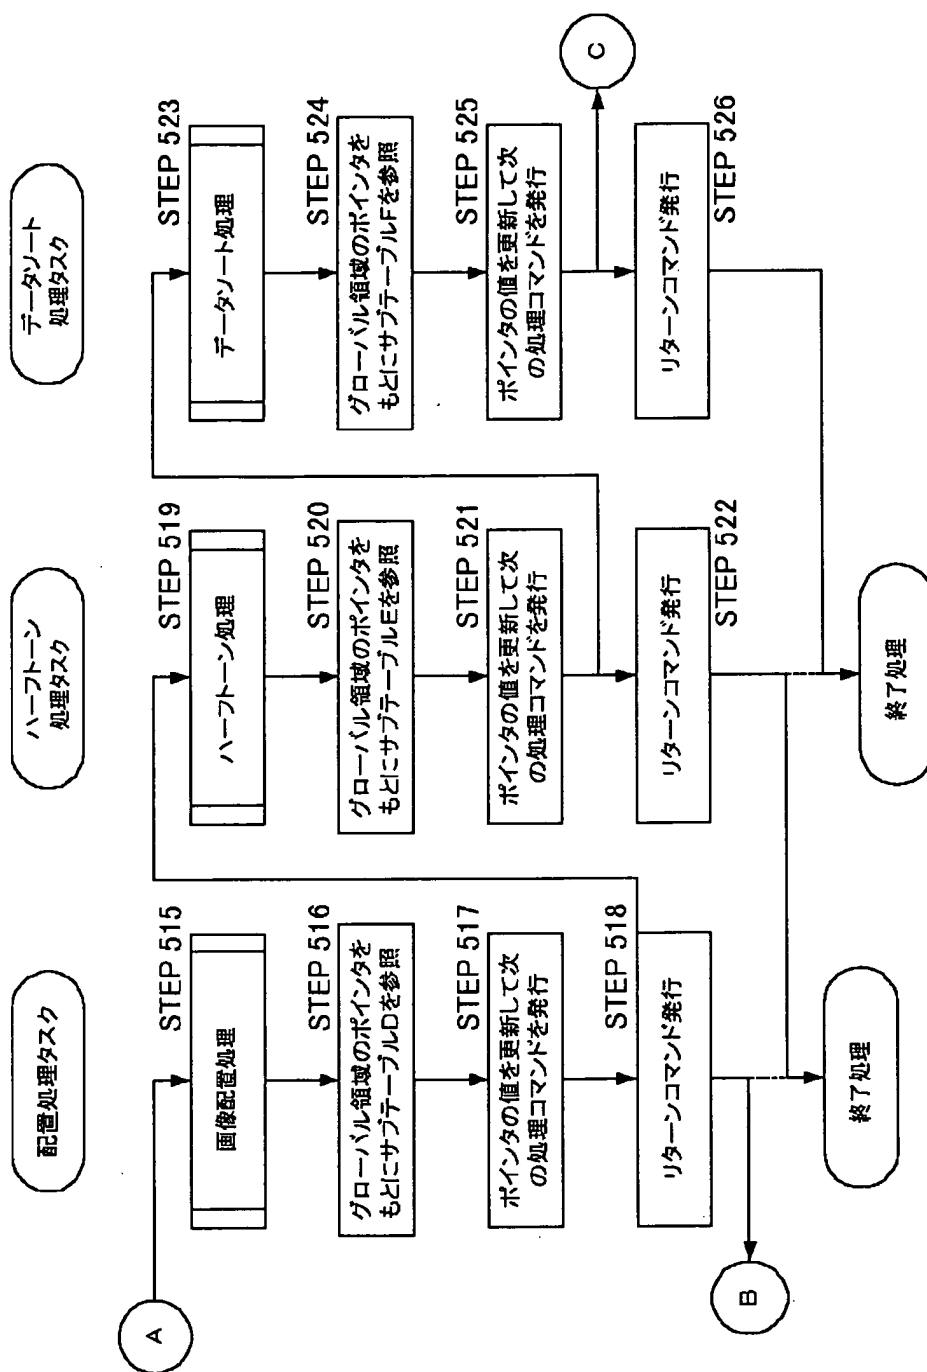 配置処理タスク
A
STEP 515
画像配置処理
STEP 516
グローバル領域のポインタを
もとにサブテーブルDを参照
STEP 517
ポインタの値を更新して次
の処理コマンドを発行
STEP 518
リターンコマンド発行
B
終了処理
ハーフトーン
処理タスク
STEP 519
ハーフトーン処理
STEP 520
グローバル領域のポインタを
もとにサブテーブルEを参照
STEP 521
ポインタの値を更新して次
の処理コマンドを発行
リターンコマンド発行
STEP 522
終了処理
データソート
処理タスク
STEP 523
データソート処理
STEP 524
グローバル領域のポインタを
もとにサブテーブルFを参照
STEP 525
ポインタの値を更新して次
の処理コマンドを発行
C
リターンコマンド発行
STEP 526